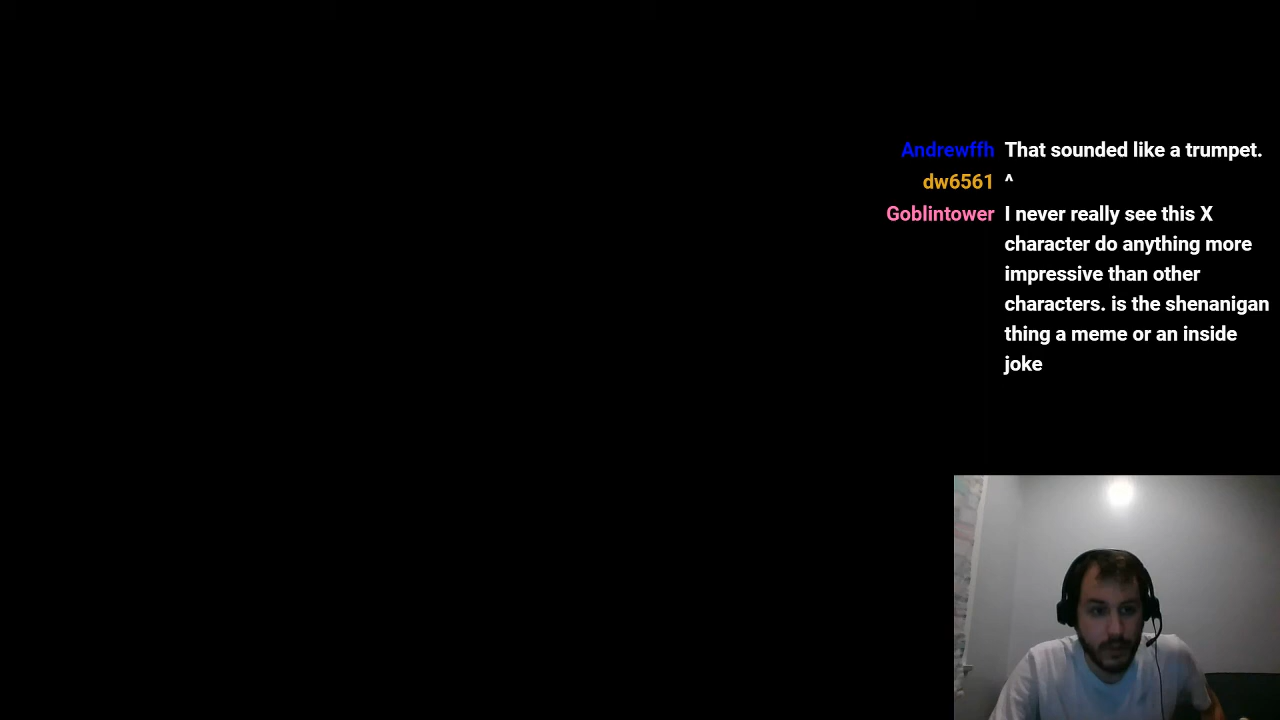 Andrewffh That sounded like a trumpet.
dw6561 ^
Goblintower I never really see this X
character do anything more
impressive than other
characters. is the shenanigan
thing a meme or an inside
joke